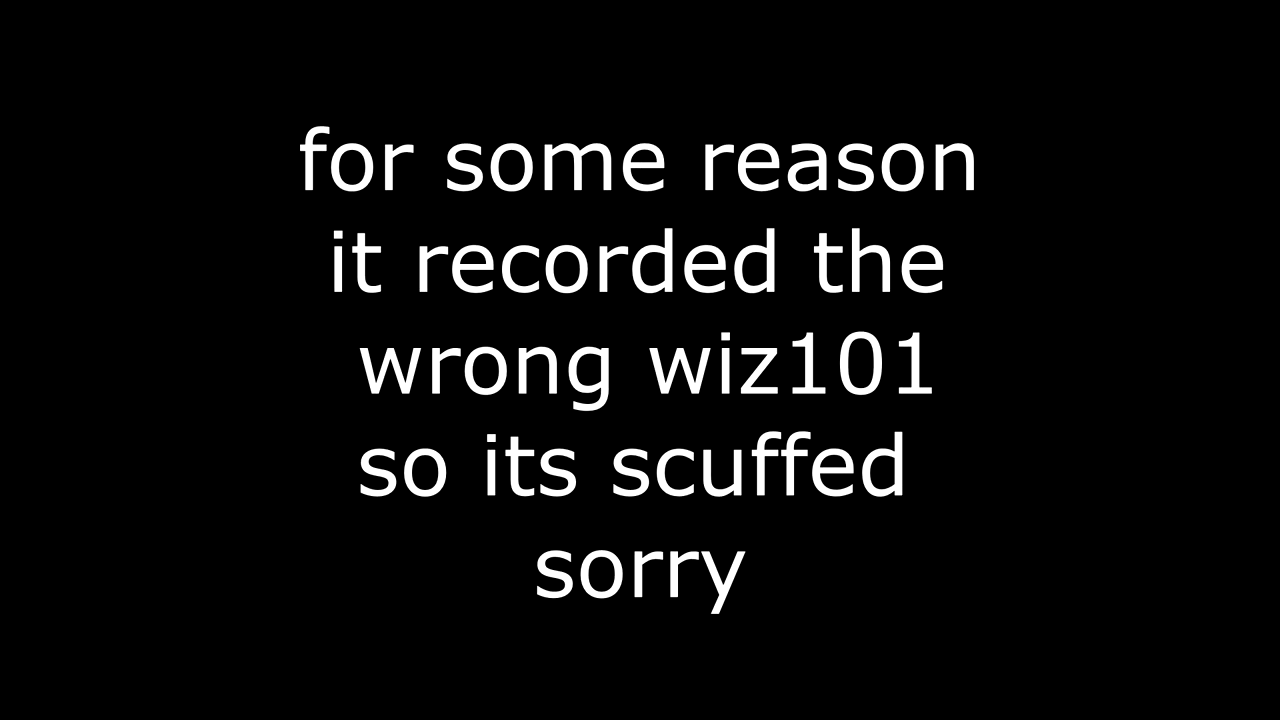 for some reason
it recorded the
wrong wiz101
so its scuffed
sorry